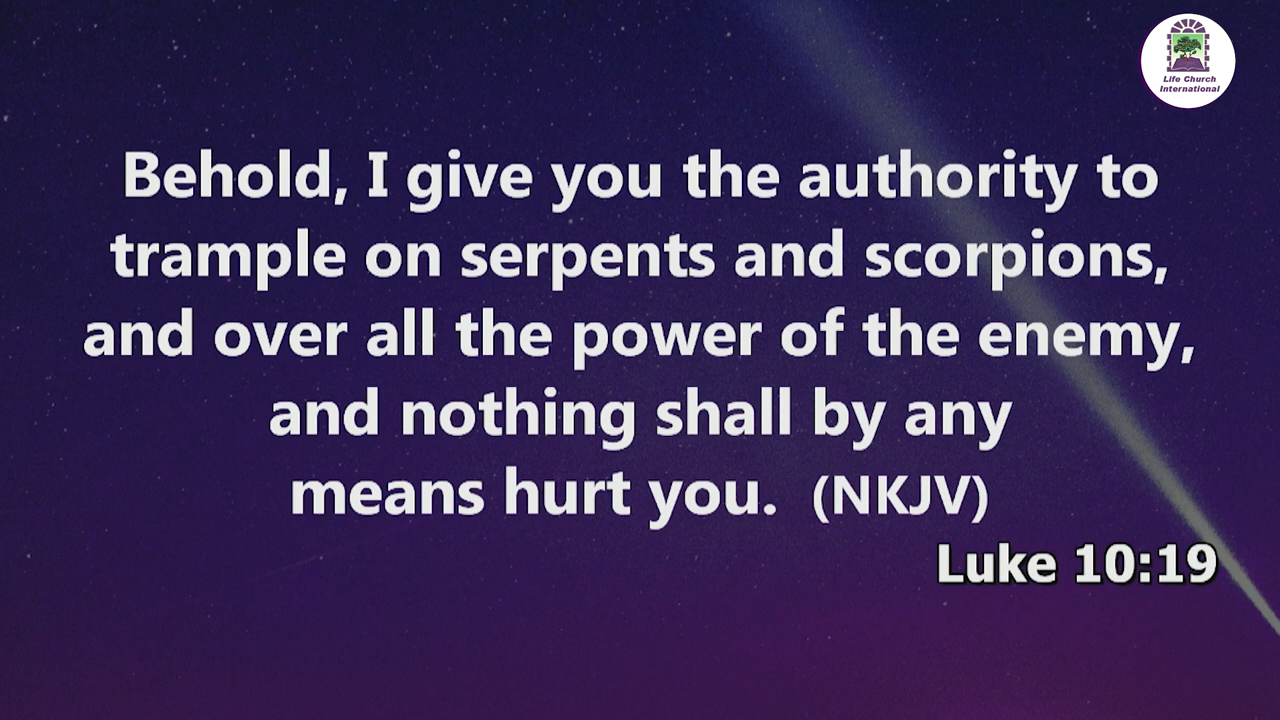 Life Church
International
Behold, I give you the authority to
trample on serpents and scorpions,
and over all the power of the enemy,
and nothing shall by any
means hurt you.  (NKJV)
Luke 10:19